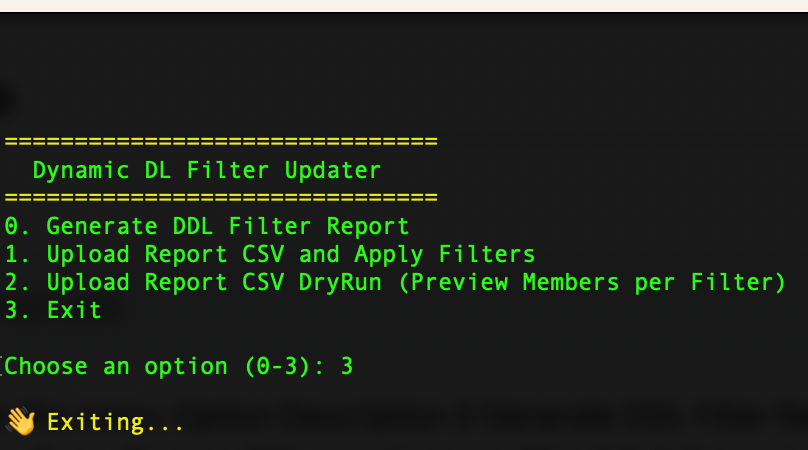 ===============================
Dynamic DL Filter Updater
===============================
0. Generate DDL Filter Report
1. Upload Report CSV and Apply Filters
2. Upload Report CSV DryRun (Preview Members per Filter)
3. Exit
Choose an option (0-3): 3
👋 Exiting...